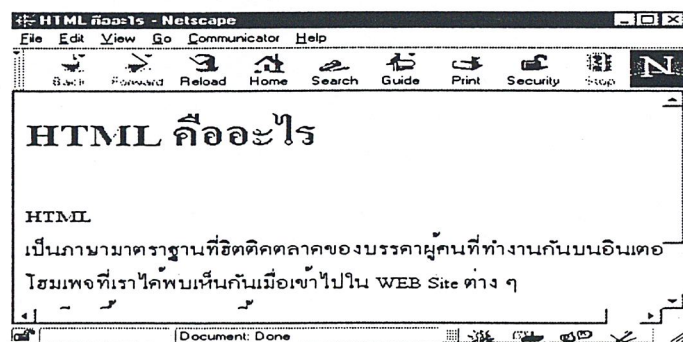 HTML คืออะไร - Netscape
File Edit View Go Communicator Help
Back Forward Reload Home Search Guide Print Security Stop N
HTML คืออะไร
HTML
เป็นภาษามาตราฐานที่ฮิตติดตลาดของบรรดาผู้คนที่ทำงานกันบนอินเตอ
โฮมเพจที่เราได้พบเห็นกันเมื่อเข้าไปใน WEB Site ต่าง ๆ
Document: Done